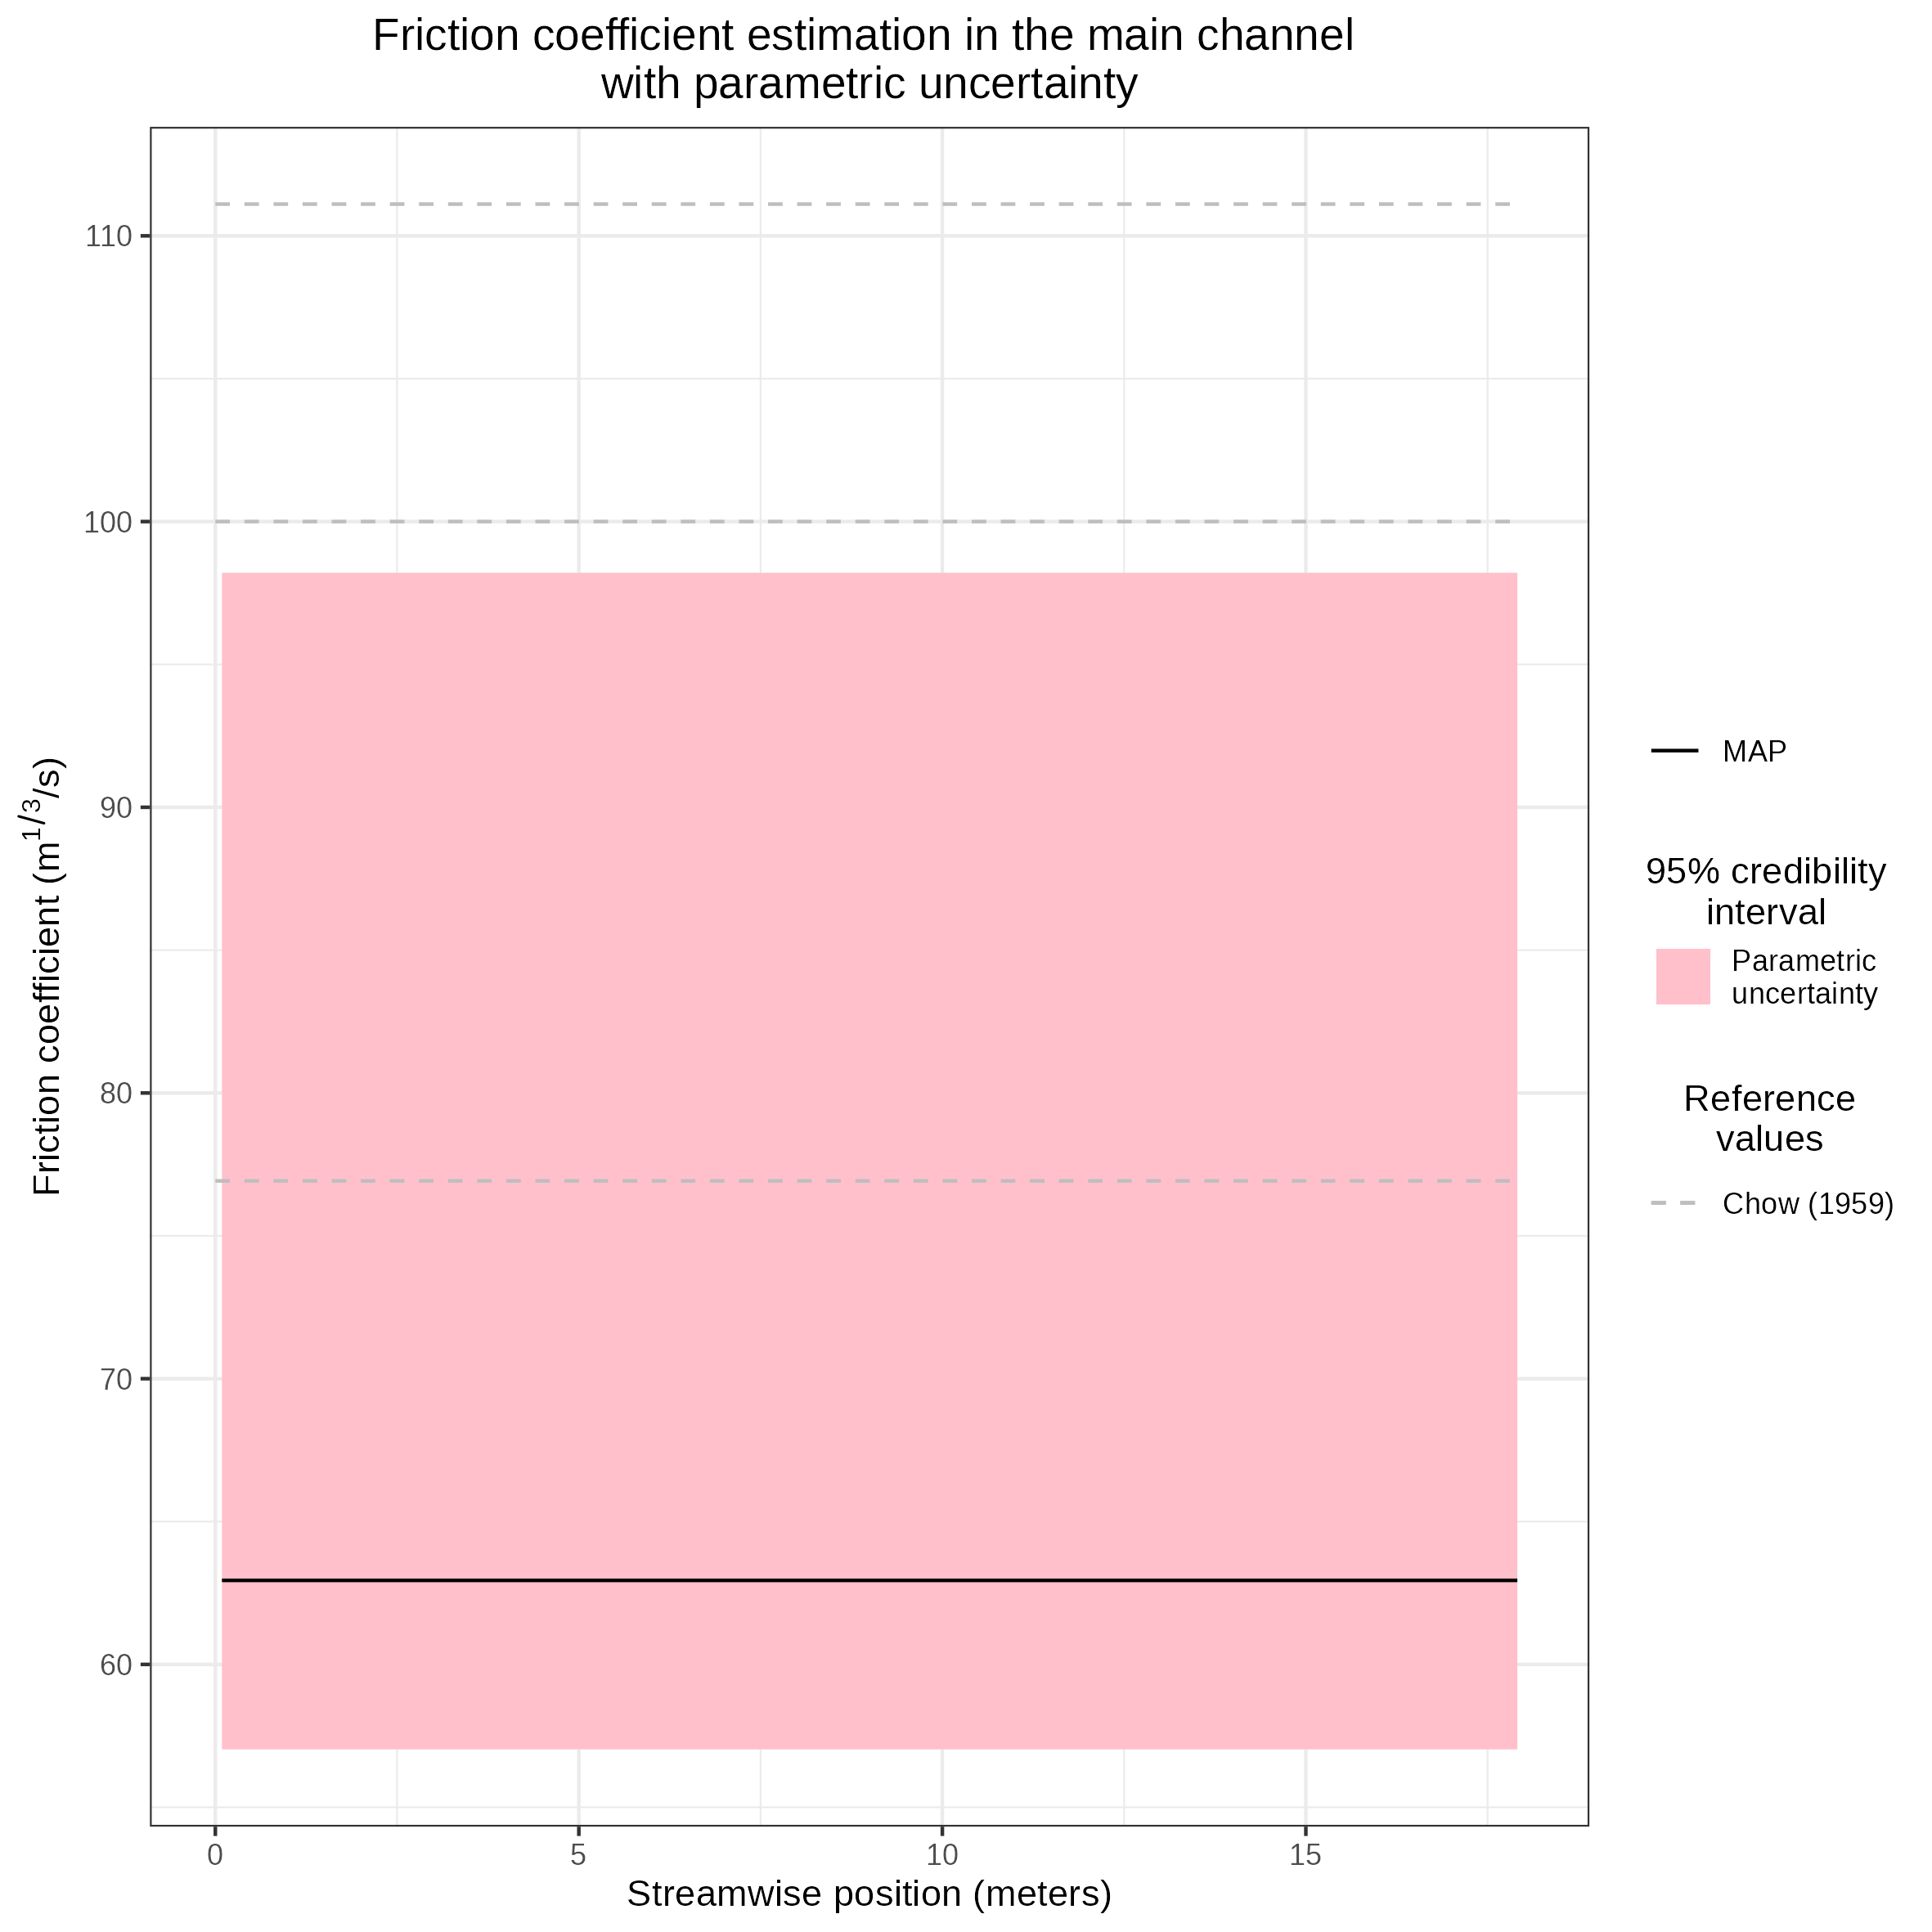 Friction coefficient estimation in the main channel
with parametric uncertainty
Friction coefficient (m^1/3/s)
110
100
90
80
70
60
0
5
10
15
Streamwise position (meters)
MAP
95% credibility
interval
Parametric
uncertainty
Reference
values
Chow (1959)